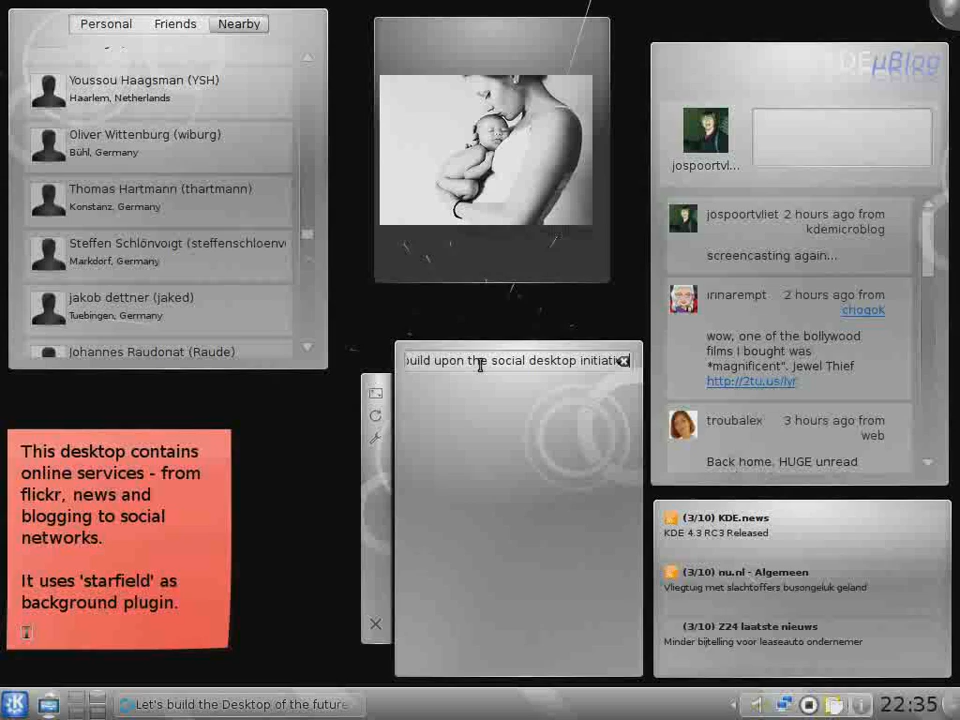 Personal Friends Nearby
Youssou Haagsman (YSH)
Haarlem, Netherlands
Oliver Wittenburg (wiburg)
Bühl, Germany
Thomas Hartmann (thartmann)
Konstanz, Germany
Steffen Schlönvoigt (steffenschloenv
Markdorf, Germany
jakob dettner (jaked)
Tuebingen, Germany
Johannes Raudonat (Raude)
This desktop contains
online services - from
flickr, news and
blogging to social
networks.
It uses 'starfield' as
background plugin.
build upon the social desktop initiativ
KDE µBlog
jospoortvl...
jospoortvliet 2 hours ago from
kdemicroblog
screencasting again...
irinarempt 2 hours ago from
choqok
wow, one of the bollywood
films I bought was
*magnificent*. Jewel Thief
http://2tu.us/lyr
troubalex 3 hours ago from
web
Back home. HUGE unread
(3/10) KDE.news
KDE 4.3 RC3 Released
(3/10) nu.nl - Algemeen
Vliegtuig met slachtoffers busongeluk geland
(3/10) Z24 laatste nieuws
Minder bijtelling voor leaseauto ondernemer
Let's build the Desktop of the future
22:35